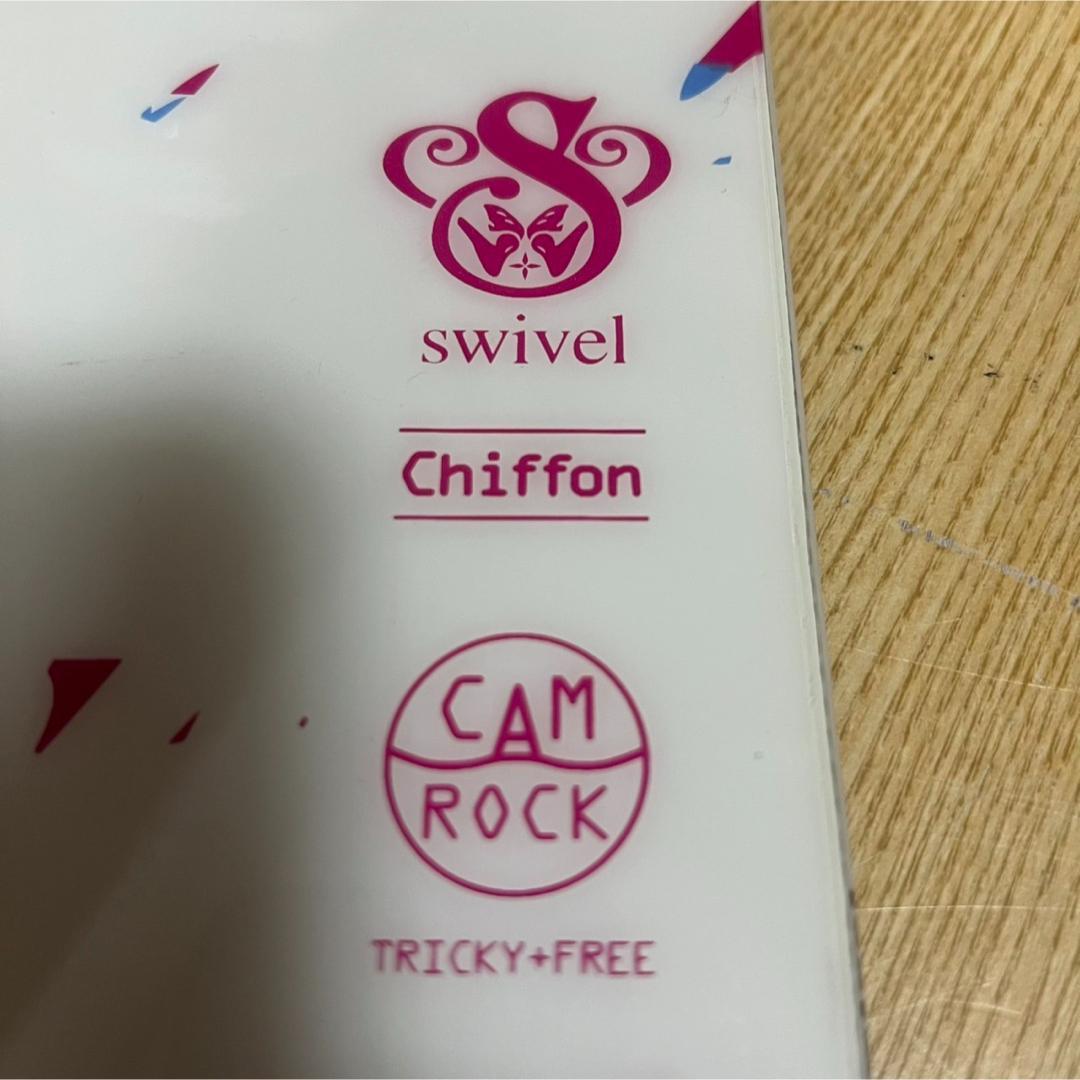 S
swivel
Chiffon
CAM
ROCK
TRICKY+FREE